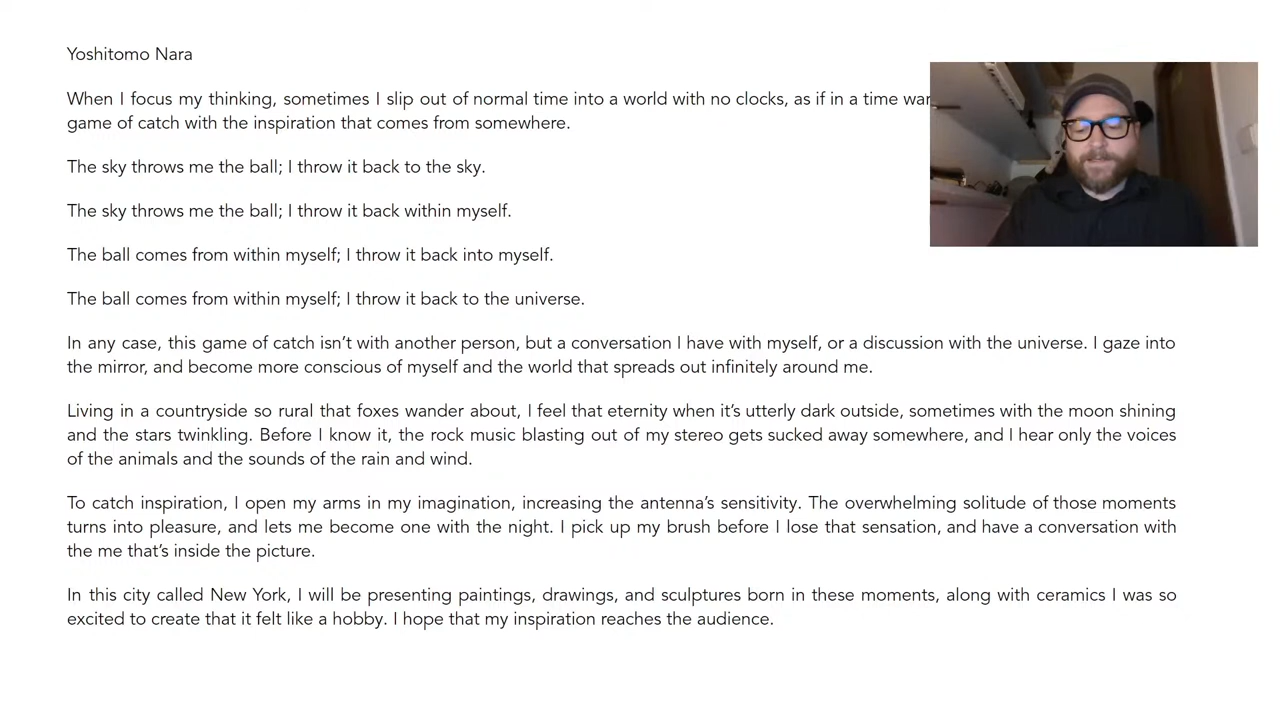 Yoshitomo Nara
When I focus my thinking, sometimes I slip out of normal time into a world with no clocks, as if in a time
game of catch with the inspiration that comes from somewhere.
The sky throws me the ball; I throw it back to the sky.
The sky throws me the ball; I throw it back within myself.
The ball comes from within myself; I throw it back into myself.
The ball comes from within myself; I throw it back to the universe.
In any case, this game of catch isn’t with another person, but a conversation I have with myself, or a discussion with the universe. I gaze into
the mirror, and become more conscious of myself and the world that spreads out infinitely around me.
Living in a countryside so rural that foxes wander about, I feel that eternity when it’s utterly dark outside, sometimes with the moon shining
and the stars twinkling. Before I know it, the rock music blasting out of my stereo gets sucked away somewhere, and I hear only the voices
of the animals and the sounds of the rain and wind.
To catch inspiration, I open my arms in my imagination, increasing the antenna’s sensitivity. The overwhelming solitude of those moments
turns into pleasure, and lets me become one with the night. I pick up my brush before I lose that sensation, and have a conversation with
the me that’s inside the picture.
In this city called New York, I will be presenting paintings, drawings, and sculptures born in these moments, along with ceramics I was so
excited to create that it felt like a hobby. I hope that my inspiration reaches the audience.